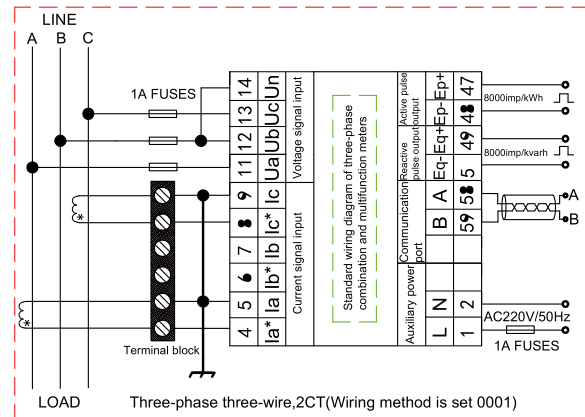 LINE
A B C
1A FUSES
14 Un
13 Uc
12 Ub
11 Ua
9 Ic
8 Ic*
7 Ib
6 Ib*
5 Ia
4 Ia*
Voltage signal input
Current signal input
Standard wiring diagram of three-phase
combination and multifunction meters
Active pulse
output
Reactive
pulse output
Communication
port
Auxiliary power
Ep+ 47
Ep- 48
Eq+ 49
Eq- 5
A 58
B 59
N 2
L 1
8000imp/kWh
8000imp/kvarh
A
B
AC220V/50Hz
1A FUSES
Terminal block
LOAD
Three-phase three-wire,2CT(Wiring method is set 0001)